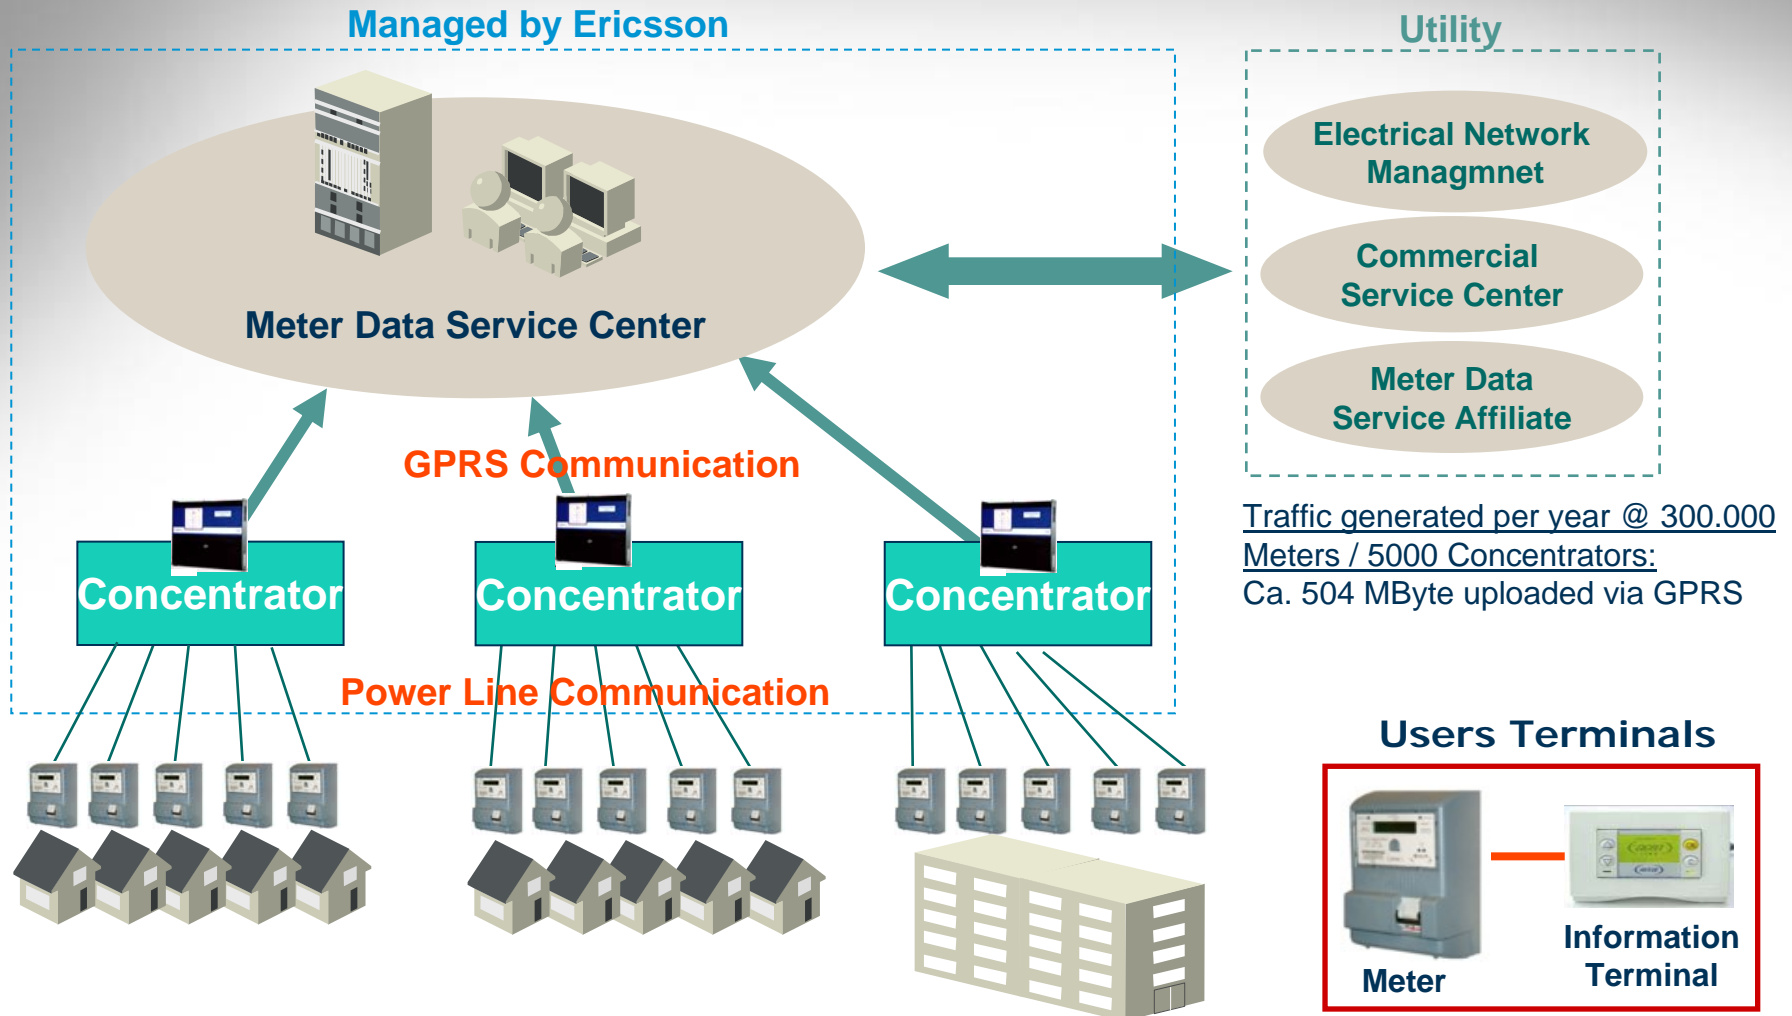 Managed by Ericsson
Utility
Electrical Network
Managmnet
Commercial
Service Center
Meter Data
Service Affiliate
Meter Data Service Center
GPRS Communication
Concentrator
Concentrator
Concentrator
Power Line Communication
Traffic generated per year @ 300.000
Meters / 5000 Concentrators:
Ca. 504 MByte uploaded via GPRS
Users Terminals
Meter
Information
Terminal